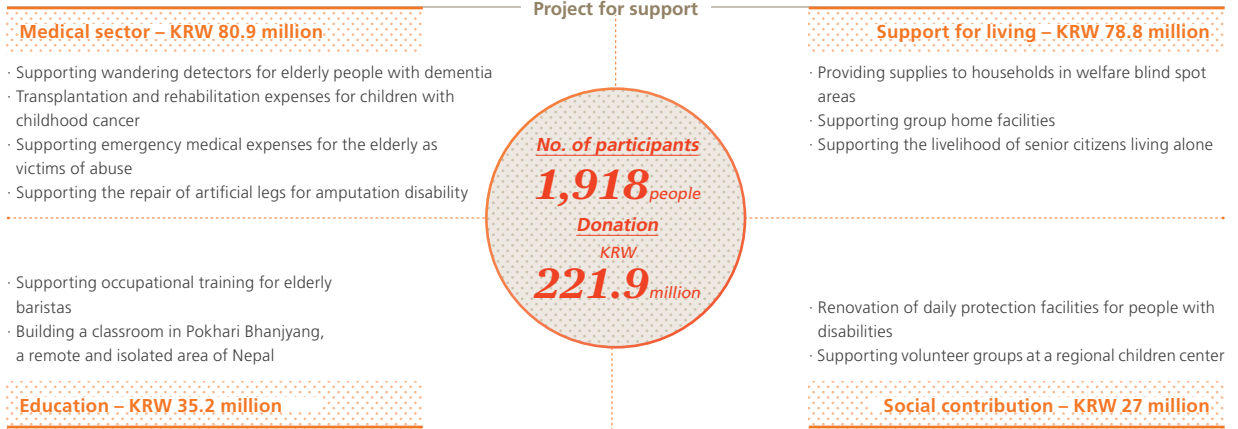 Project for support
Medical sector – KRW 80.9 million
· Supporting wandering detectors for elderly people with dementia
· Transplantation and rehabilitation expenses for children with
childhood cancer
· Supporting emergency medical expenses for the elderly as
victims of abuse
· Supporting the repair of artificial legs for amputation disability
Support for living – KRW 78.8 million
· Providing supplies to households in welfare blind spot
areas
· Supporting group home facilities
· Supporting the livelihood of senior citizens living alone
No. of participants
1,918 people
Donation
KRW
221.9 million
· Supporting occupational training for elderly
baristas
· Building a classroom in Pokhari Bhanjyang,
a remote and isolated area of Nepal
Education – KRW 35.2 million
· Renovation of daily protection facilities for people with
disabilities
· Supporting volunteer groups at a regional children center
Social contribution – KRW 27 million